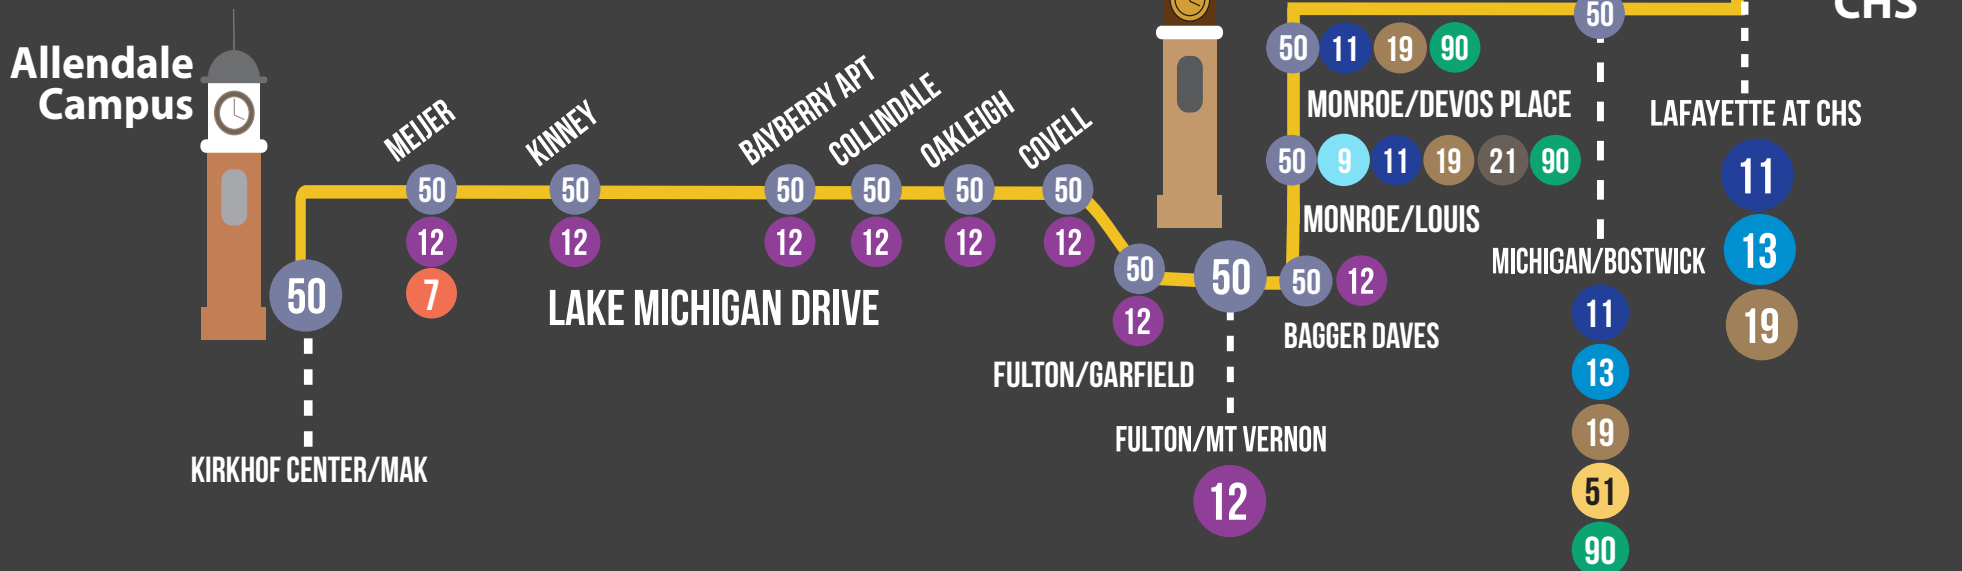 Allendale
Campus
50
KIRKHOF CENTER/MAK
MEIJER
50
12
7
KINNEY
50
12
BAYBERRY APT
50
12
COLLINDALE
50
12
OAKLEIGH
50
12
COVELL
50
12
LAKE MICHIGAN DRIVE
50
12
FULTON/GARFIELD
50
FULTON/MT VERNON
12
50 12
BAGGER DAVES
50 9 11 19 21 90
MONROE/LOUIS
50 11 19 90
MONROE/DEVOS PLACE
50
MICHIGAN/BOSTWICK
11
13
19
51
90
CHS
LAFAYETTE AT CHS
11
13
19